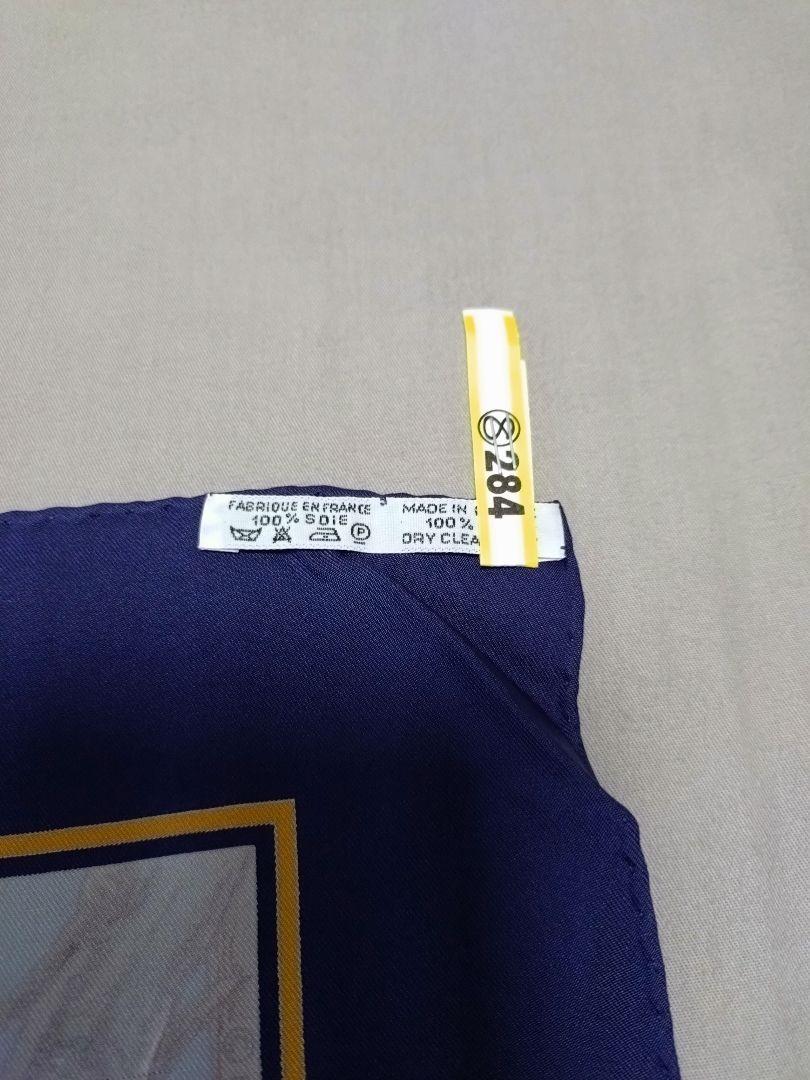 FABRIQUE EN FRANCE
100% SOIE
P
MADE IN
100%
DRY CLEA
284